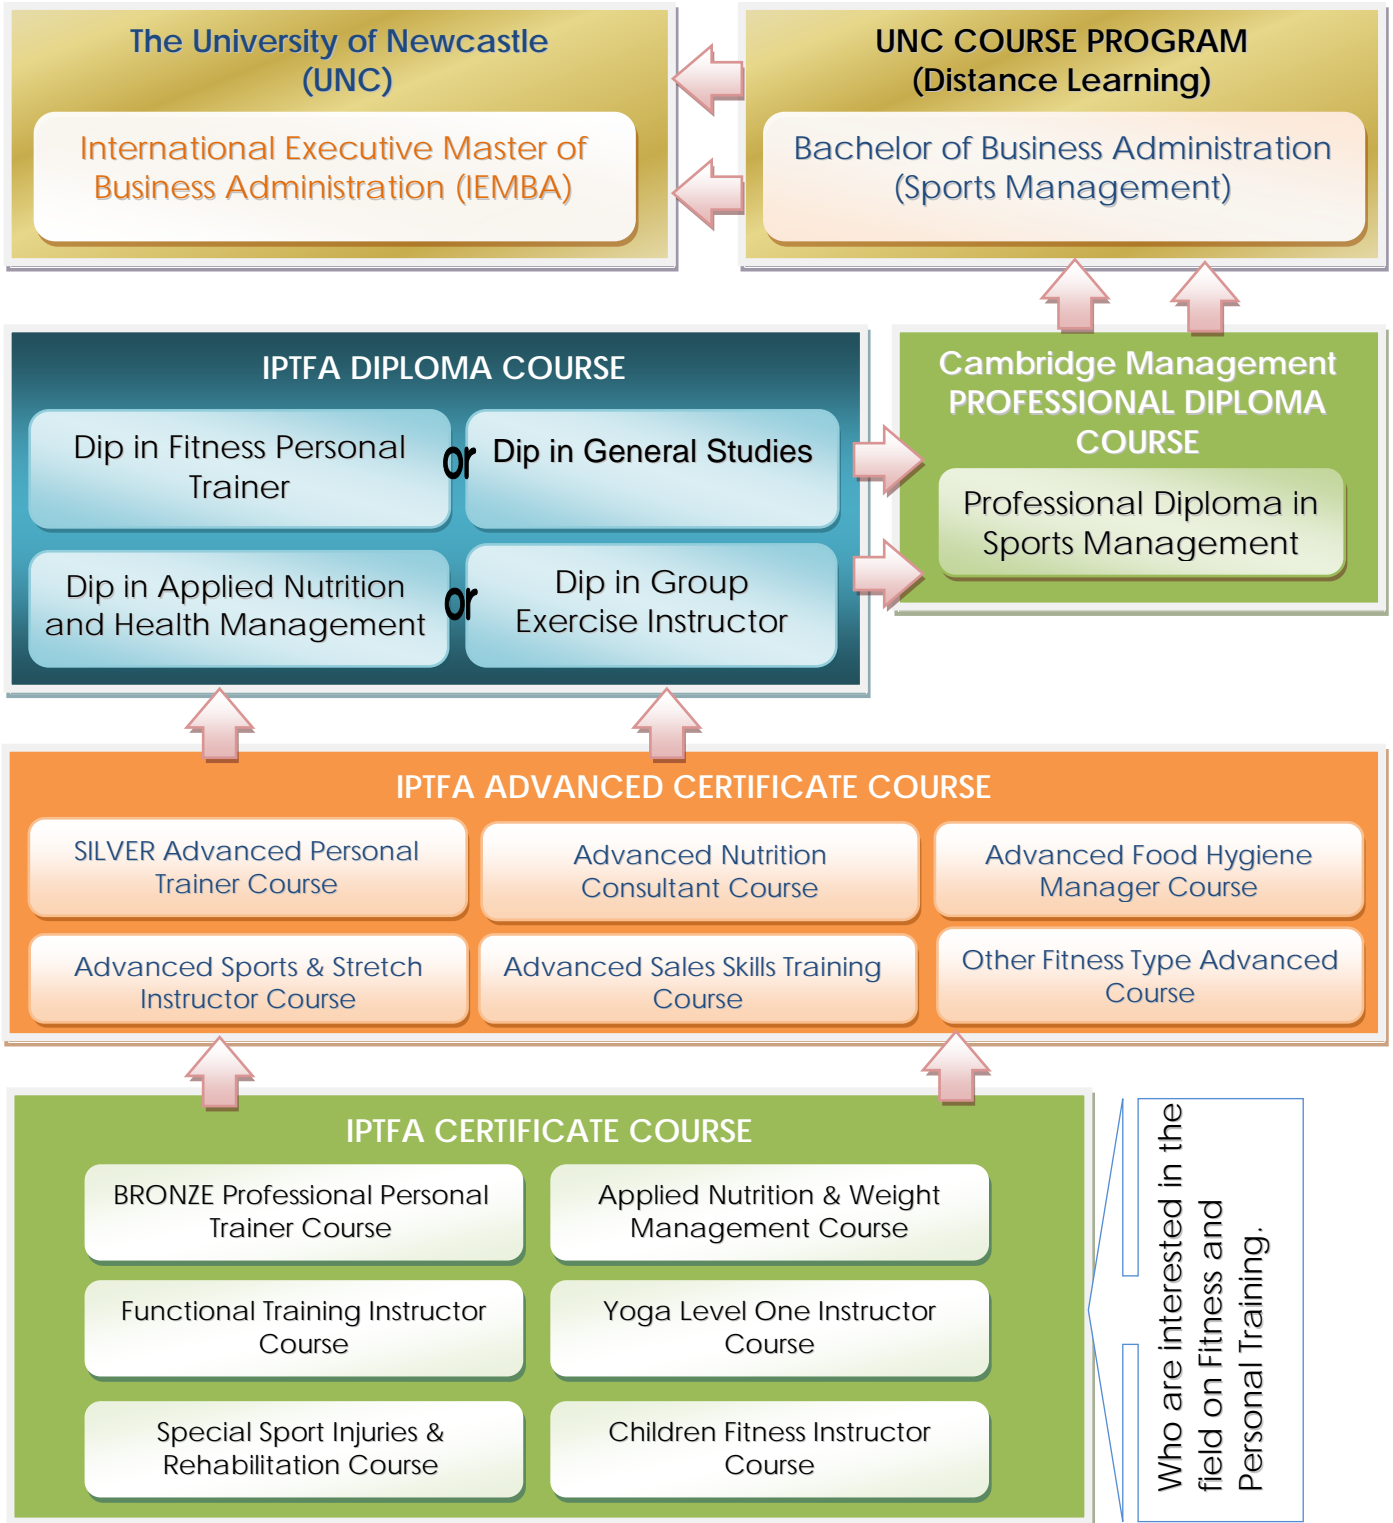 The University of Newcastle
(UNC)
International Executive Master of
Business Administration (IEMBA)
UNC COURSE PROGRAM
(Distance Learning)
Bachelor of Business Administration
(Sports Management)
IPTFA DIPLOMA COURSE
Dip in Fitness Personal
Trainer
or
Dip in General Studies
Dip in Applied Nutrition
and Health Management
or
Dip in Group
Exercise Instructor
Cambridge Management
PROFESSIONAL DIPLOMA
COURSE
Professional Diploma in
Sports Management
IPTFA ADVANCED CERTIFICATE COURSE
SILVER Advanced Personal
Trainer Course
Advanced Nutrition
Consultant Course
Advanced Food Hygiene
Manager Course
Advanced Sports & Stretch
Instructor Course
Advanced Sales Skills Training
Course
Other Fitness Type Advanced
Course
IPTFA CERTIFICATE COURSE
BRONZE Professional Personal
Trainer Course
Applied Nutrition & Weight
Management Course
Functional Training Instructor
Course
Yoga Level One Instructor
Course
Special Sport Injuries &
Rehabilitation Course
Children Fitness Instructor
Course
Who are interested in the
field on Fitness and
Personal Training.